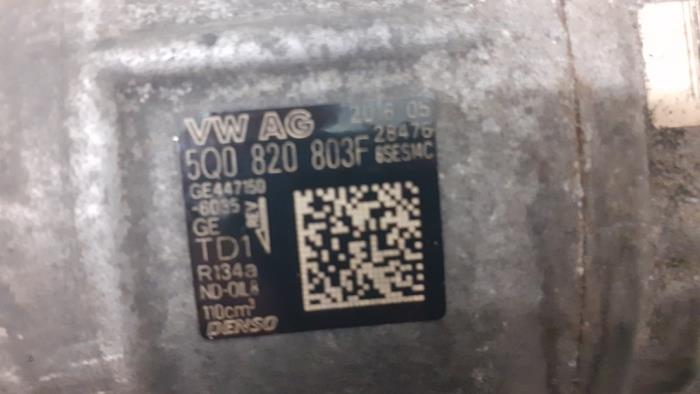 VW AG 2016 05
28476
5Q0 820 803F 6SES14C
GE447150
-6035
GE
TD1
R134a
ND-OIL8
110cm³
DENSO